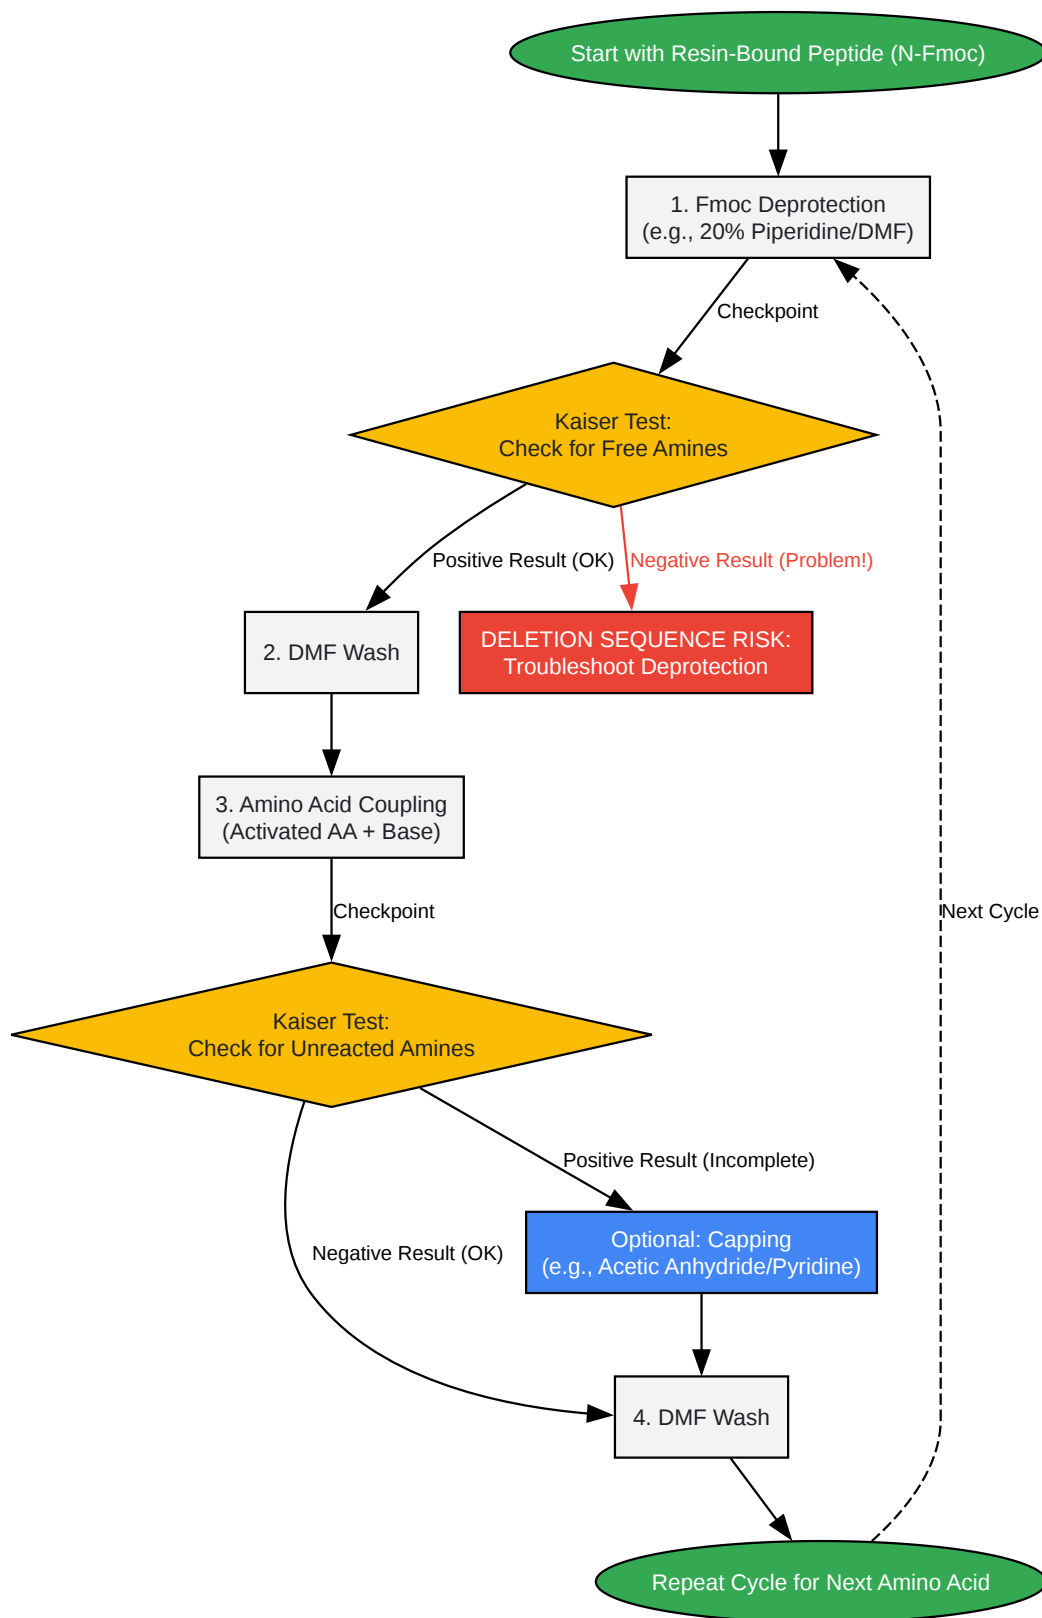 Start with Resin-Bound Peptide (N-Fmoc)
1. Fmoc Deprotection
(e.g., 20% Piperidine/DMF)
Checkpoint
Kaiser Test:
Check for Free Amines
Positive Result (OK)
Negative Result (Problem!)
2. DMF Wash
DELETION SEQUENCE RISK:
Troubleshoot Deprotection
3. Amino Acid Coupling
(Activated AA + Base)
Checkpoint
Next Cycle
Kaiser Test:
Check for Unreacted Amines
Positive Result (Incomplete)
Negative Result (OK)
Optional: Capping
(e.g., Acetic Anhydride/Pyridine)
4. DMF Wash
Repeat Cycle for Next Amino Acid